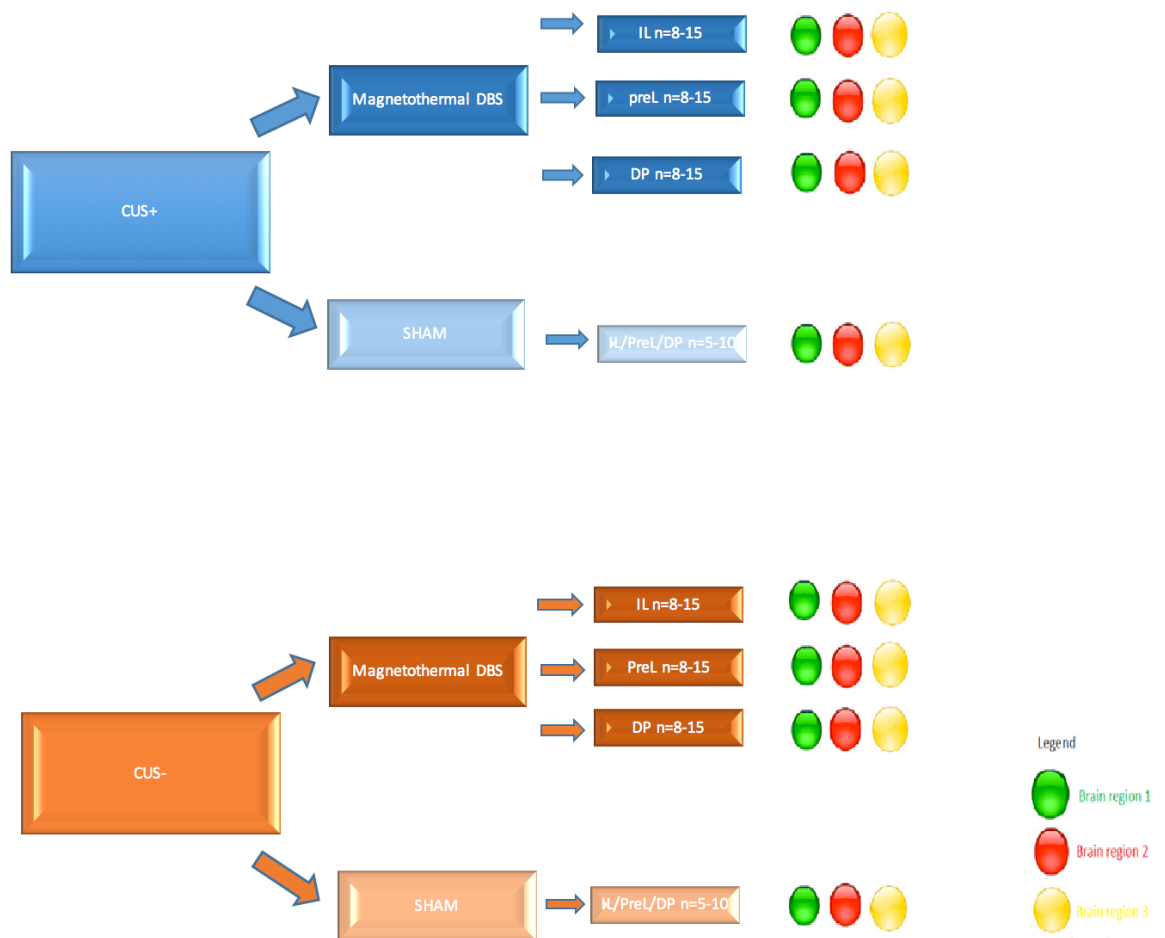 IL n=8-15
Magnetothermal DBS
preL n=8-15
DP n=8-15
CUS+
SHAM
IL/PreL/DP n=5-10
IL n=8-15
Magnetothermal DBS
PreL n=8-15
DP n=8-15
CUS-
SHAM
IL/PreL/DP n=5-10
Legend
Brain region 1
Brain region 2
Brain region 3